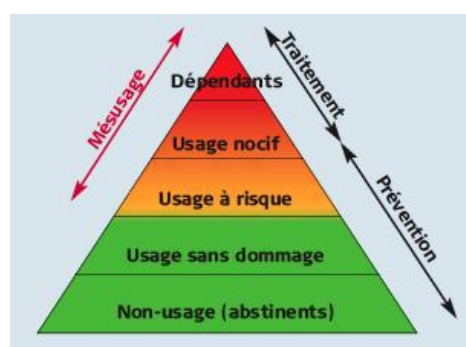 Mésusage
Traitement
Prévention
Dépendants
Usage nocif
Usage à risque
Usage sans dommage
Non-usage (abstinents)